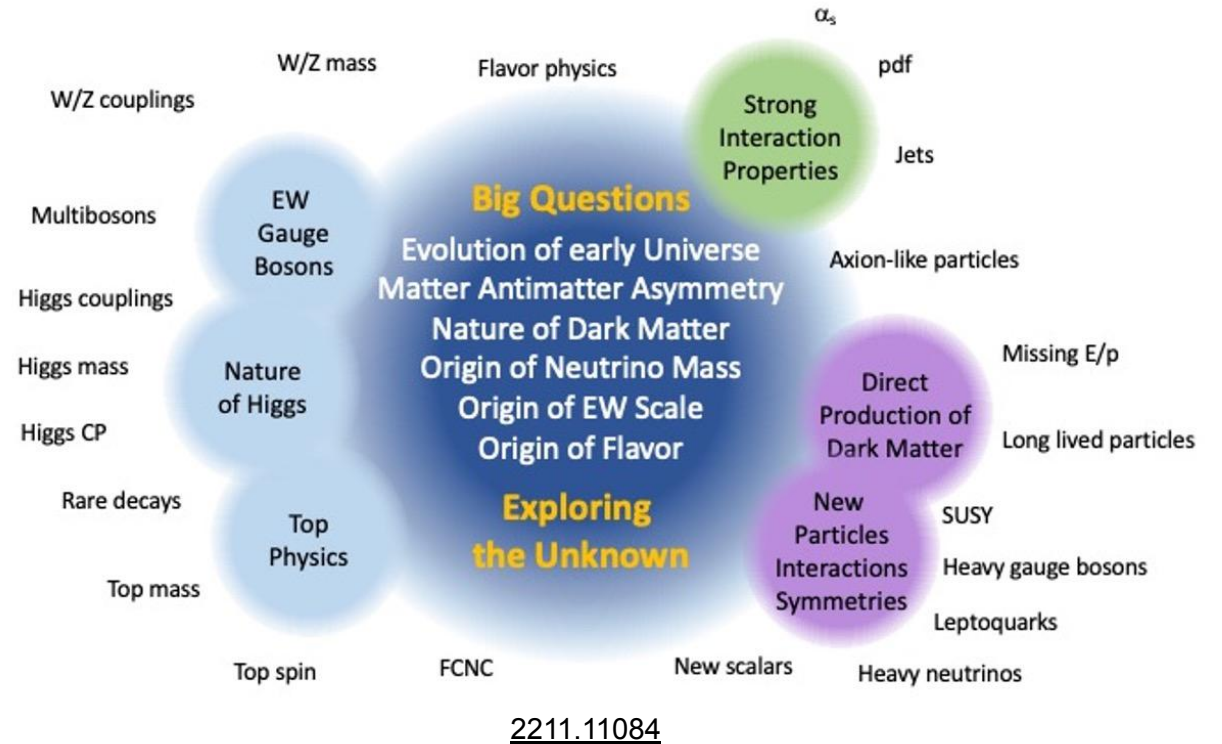 αs
W/Z mass
Flavor physics
pdf
W/Z couplings
Strong
Interaction
Properties
Jets
EW
Gauge
Bosons
Multibosons
Big Questions
Evolution of early Universe
Matter Antimatter Asymmetry
Nature of Dark Matter
Origin of Neutrino Mass
Origin of EW Scale
Origin of Flavor
Exploring
the Unknown
Axion-like particles
Higgs couplings
Higgs mass
Higgs CP
Nature
of Higgs
Missing E/p
Direct
Production of
Dark Matter
Long lived particles
Rare decays
Top
Physics
New
Particles
Interactions
Symmetries
SUSY
Heavy gauge bosons
Leptoquarks
Top mass
Top spin
FCNC
New scalars
Heavy neutrinos
2211.11084